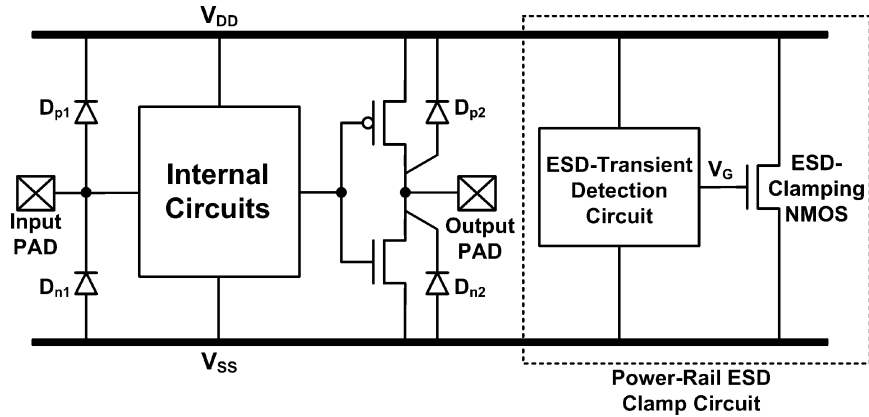 VDD
Dp1
Dp2
Internal
Circuits
Input
PAD
Output
PAD
Dn1
Dn2
VSS
ESD-Transient
Detection
Circuit
VG
ESD-
Clamping
NMOS
Power-Rail ESD
Clamp Circuit